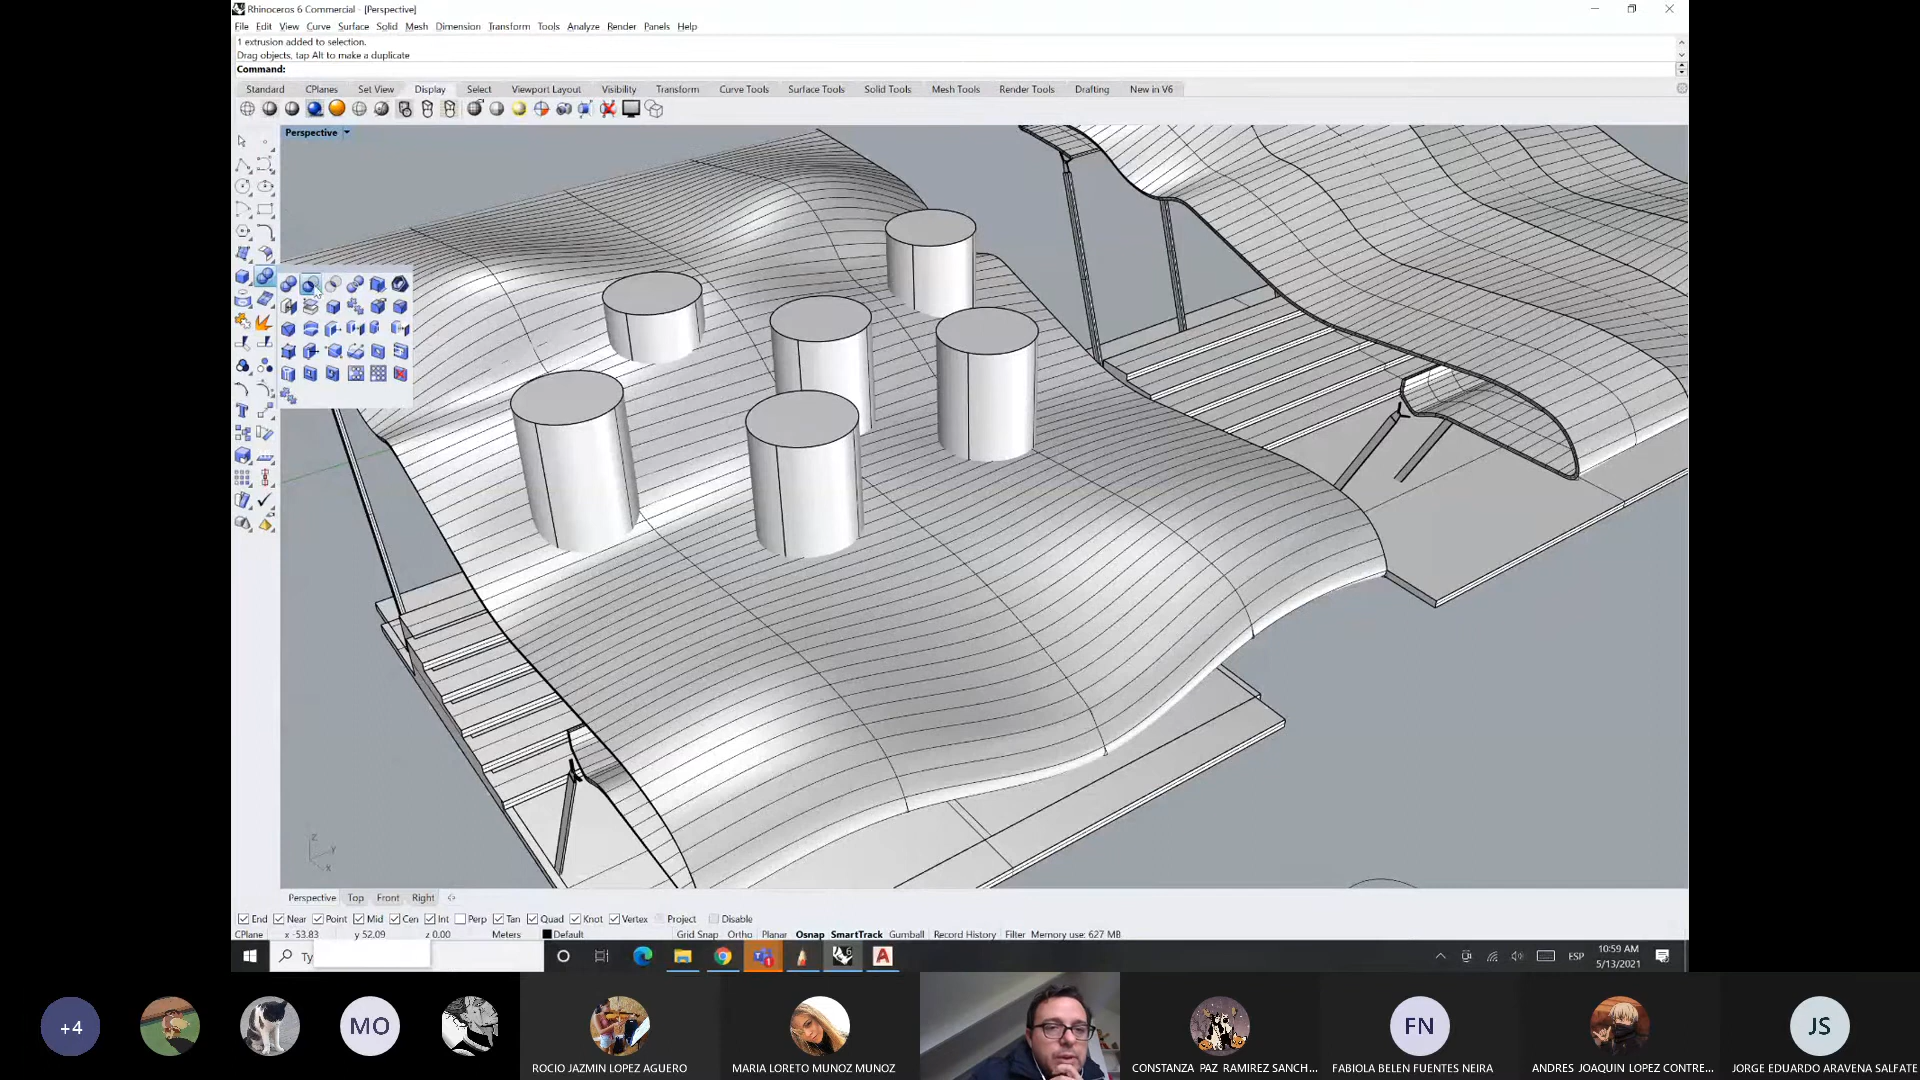 Rhinoceros 6 Commercial - [Perspective]
File Edit View Curve Surface Solid Mesh Dimension Transform Tools Analyze Render Panels Help
1 extrusion added to selection.
Drag objects, tap Alt to make a duplicate
Command:
Standard CPlanes Set View Display Select Viewport Layout Visibility Transform Curve Tools Surface Tools Solid Tools Mesh Tools Render Tools Drafting New in V6
Perspective
z
y
x
Perspective Top Front Right
End Near Point Mid Cen Int Perp Tan Quad Knot Vertex Project Disable
CPlane x -53.83 y 52.09 z 0.00 Meters Default Grid Snap Ortho Planar Osnap SmartTrack Gumball Record History Filter Memory use: 627 MB
Ty
ESP
10:59 AM
5/13/2021
+4
MO
FN
JS
ROCIO JAZMIN LOPEZ AGUERO
MARIA LORETO MUNOZ MUNOZ
CONSTANZA PAZ RAMIREZ SANCH...
FABIOLA BELEN FUENTES NEIRA
ANDRES JOAQUIN LOPEZ CONTRE...
JORGE EDUARDO ARAVENA SALFATE